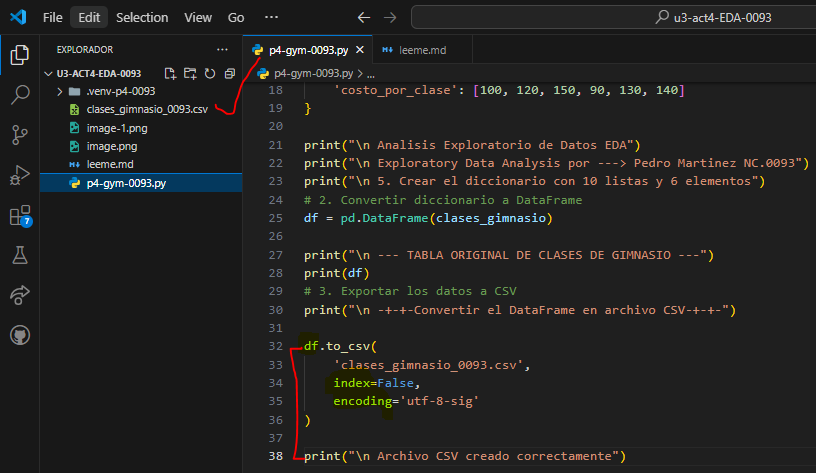 File Edit Selection View Go ··· u3-act4-EDA-0093
EXPLORADOR ···
U3-ACT4-EDA-0093
.venv-p4-0093
clases_gimnasio_0093.csv
image-1.png
image.png
leeme.md
p4-gym-0093.py
7
p4-gym-0093.py leeme.md
p4-gym-0093.py > ...
18 'costo_por_clase': [100, 120, 150, 90, 130, 140]
19 }
20
21 print("\n Analisis Exploratorio de Datos EDA")
22 print("\n Exploratory Data Analysis por ---> Pedro Martinez NC.0093")
23 print("\n 5. Crear el diccionario con 10 listas y 6 elementos")
24 # 2. Convertir diccionario a DataFrame
25 df = pd.DataFrame(clases_gimnasio)
26
27 print("\n --- TABLA ORIGINAL DE CLASES DE GIMNASIO ---")
28 print(df)
29 # 3. Exportar los datos a CSV
30 print("\n -+-+-Convertir el DataFrame en archivo CSV-+-+-")
31
32 df.to_csv(
33 'clases_gimnasio_0093.csv',
34 index=False,
35 encoding='utf-8-sig'
36 )
37
38 print("\n Archivo CSV creado correctamente")